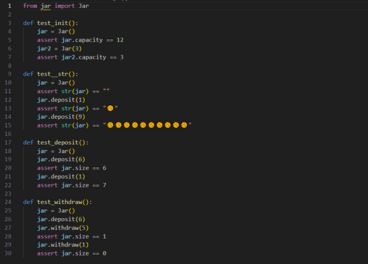 1 from jar import Jar
2
3 def test_init():
4     jar = Jar()
5     assert jar.capacity == 12
6     jar2 = Jar(3)
7     assert jar2.capacity == 3
8
9 def test__str():
10     jar = Jar()
11     assert str(jar) == ""
12     jar.deposit(1)
13     assert str(jar) == "🍪"
14     jar.deposit(9)
15     assert str(jar) == "🍪🍪🍪🍪🍪🍪🍪🍪🍪🍪"
16
17 def test_deposit():
18     jar = Jar()
19     jar.deposit(6)
20     assert jar.size == 6
21     jar.deposit(1)
22     assert jar.size == 7
23
24 def test_withdraw():
25     jar = Jar()
26     jar.deposit(6)
27     jar.withdraw(5)
28     assert jar.size == 1
29     jar.withdraw(1)
30     assert jar.size == 0